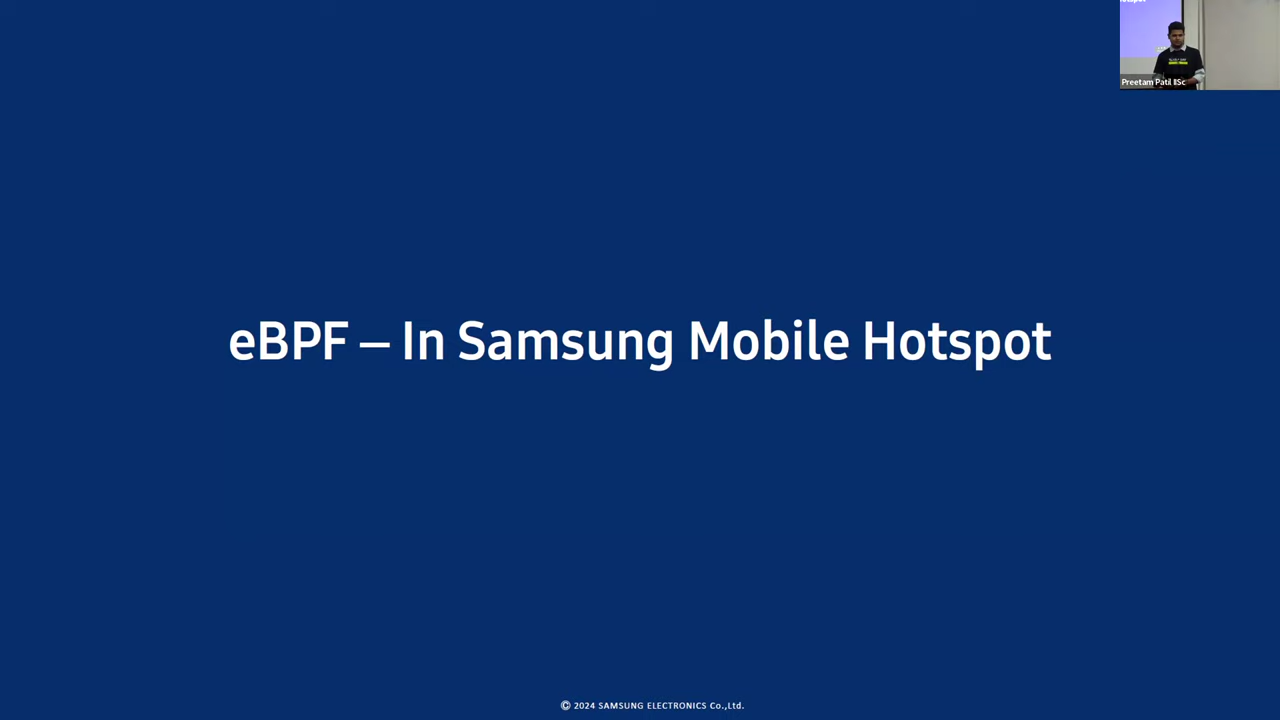 eBPF – In Samsung Mobile Hotspot
Preetam Patil IISc
© 2024 SAMSUNG ELECTRONICS Co.,Ltd.